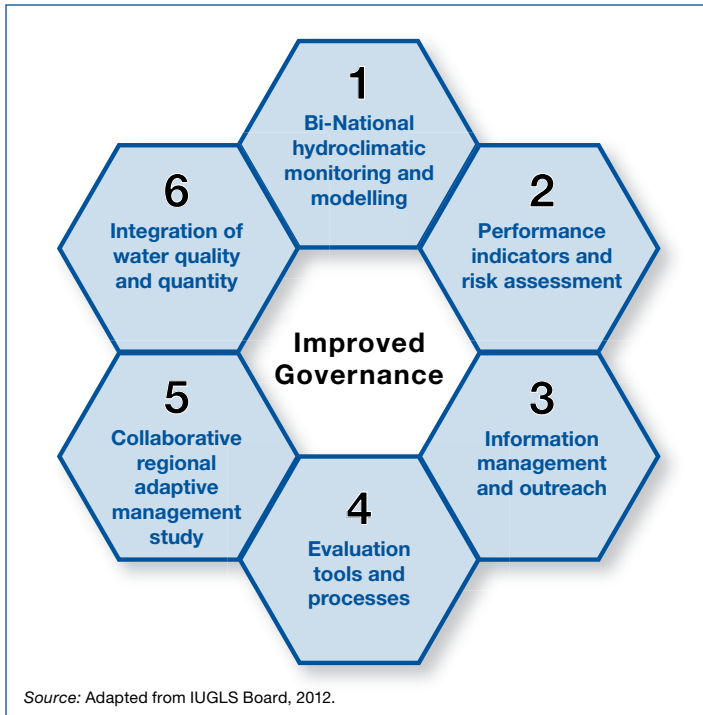 1
Bi-National
hydroclimatic
monitoring and
modelling
2
Performance
indicators and
risk assessment
3
Information
management
and outreach
4
Evaluation
tools and
processes
5
Collaborative
regional
adaptive
management
study
6
Integration of
water quality
and quantity
Improved
Governance
Source: Adapted from IUGLS Board, 2012.